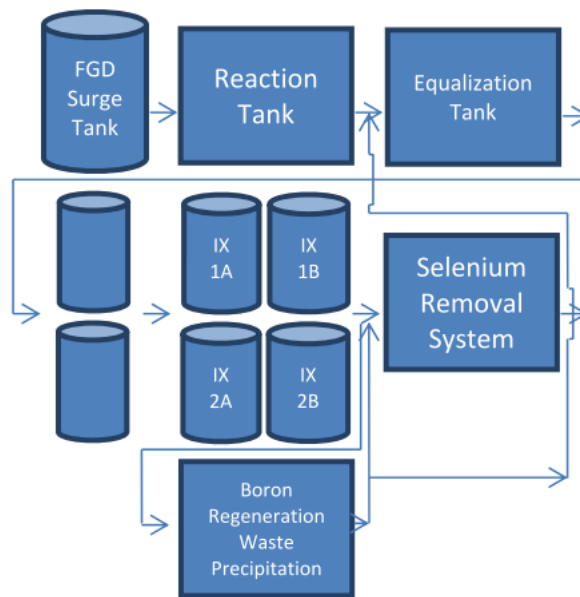 FGD
Surge
Tank
Reaction
Tank
Equalization
Tank
IX
1A
IX
1B
IX
2A
IX
2B
Selenium
Removal
System
Boron
Regeneration
Waste
Precipitation